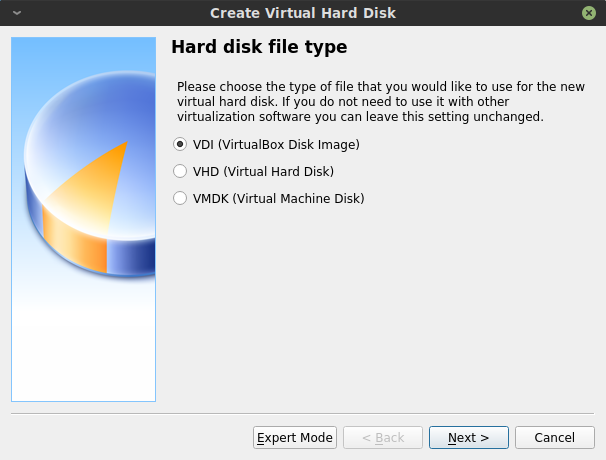 Create Virtual Hard Disk
Hard disk file type
Please choose the type of file that you would like to use for the new
virtual hard disk. If you do not need to use it with other
virtualization software you can leave this setting unchanged.
VDI (VirtualBox Disk Image)
VHD (Virtual Hard Disk)
VMDK (Virtual Machine Disk)
Expert Mode
< Back
Next >
Cancel